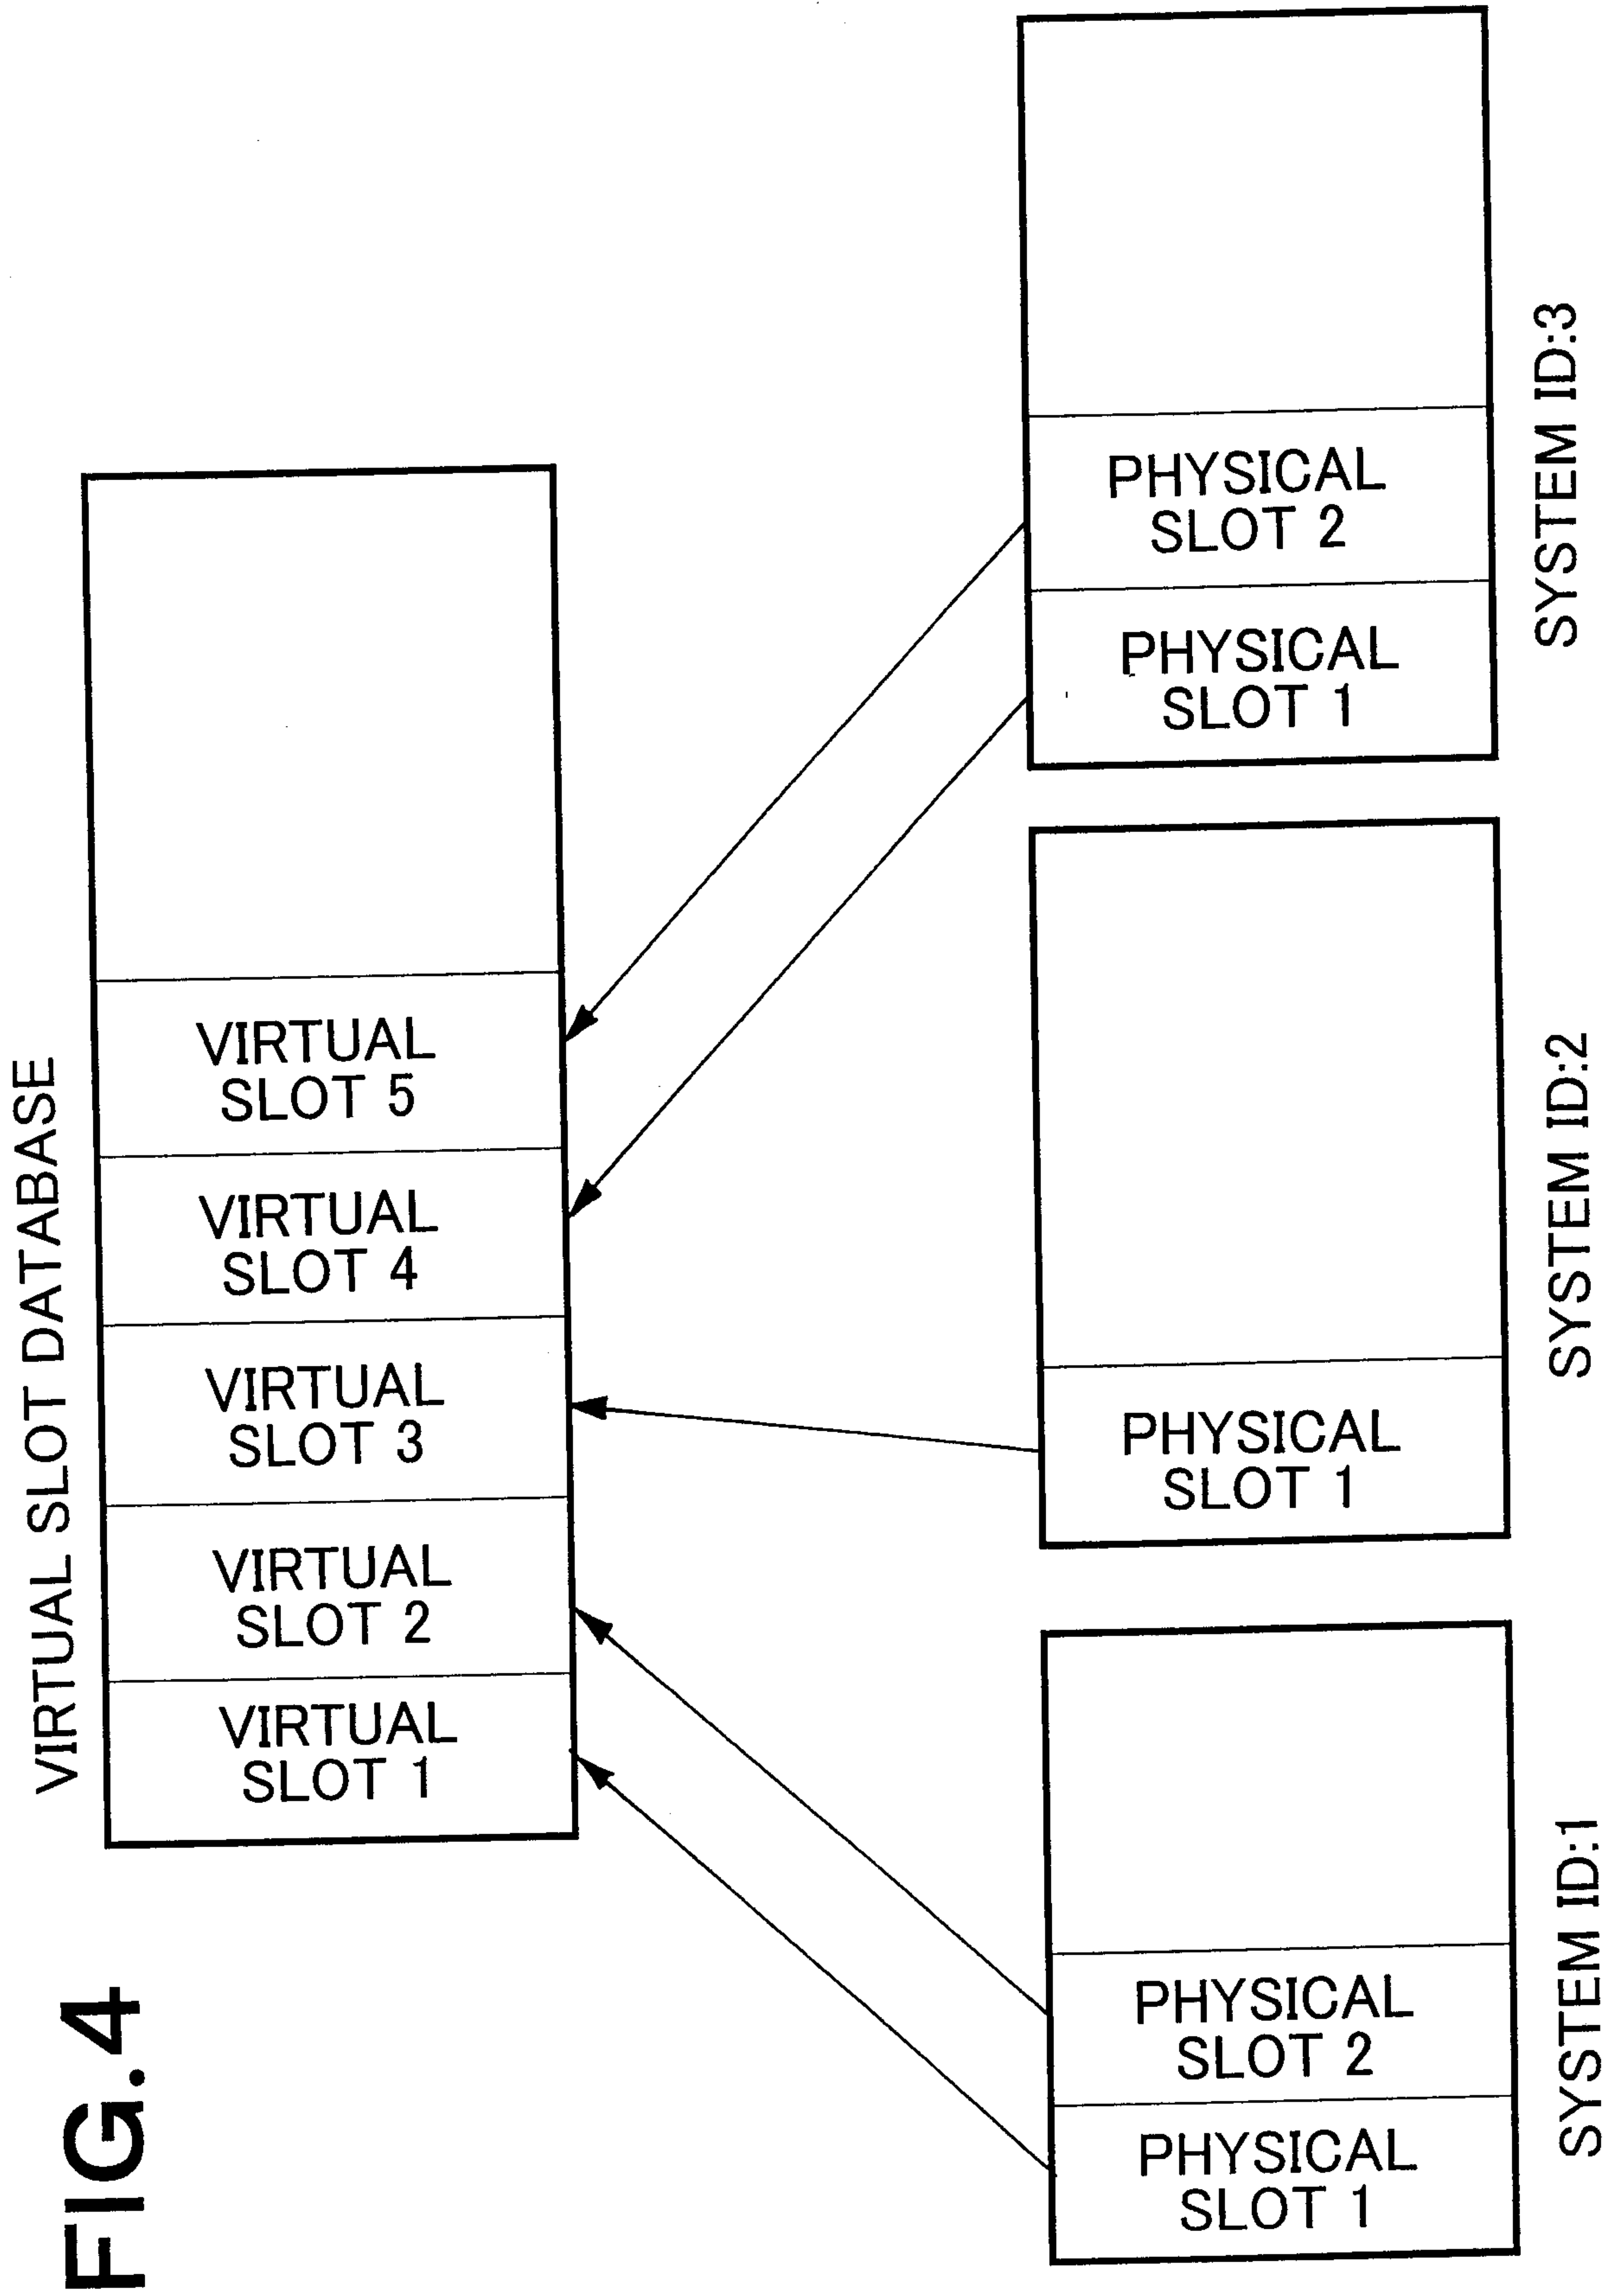 FIG.4
VIRTUAL SLOT DATABASE
VIRTUAL
SLOT 5
VIRTUAL
SLOT 4
VIRTUAL
SLOT 3
VIRTUAL
SLOT 2
VIRTUAL
SLOT 1
PHYSICAL
SLOT 2
PHYSICAL
SLOT 1
SYSTEM ID:3
PHYSICAL
SLOT 1
SYSTEM ID:2
PHYSICAL
SLOT 2
PHYSICAL
SLOT 1
SYSTEM ID:1